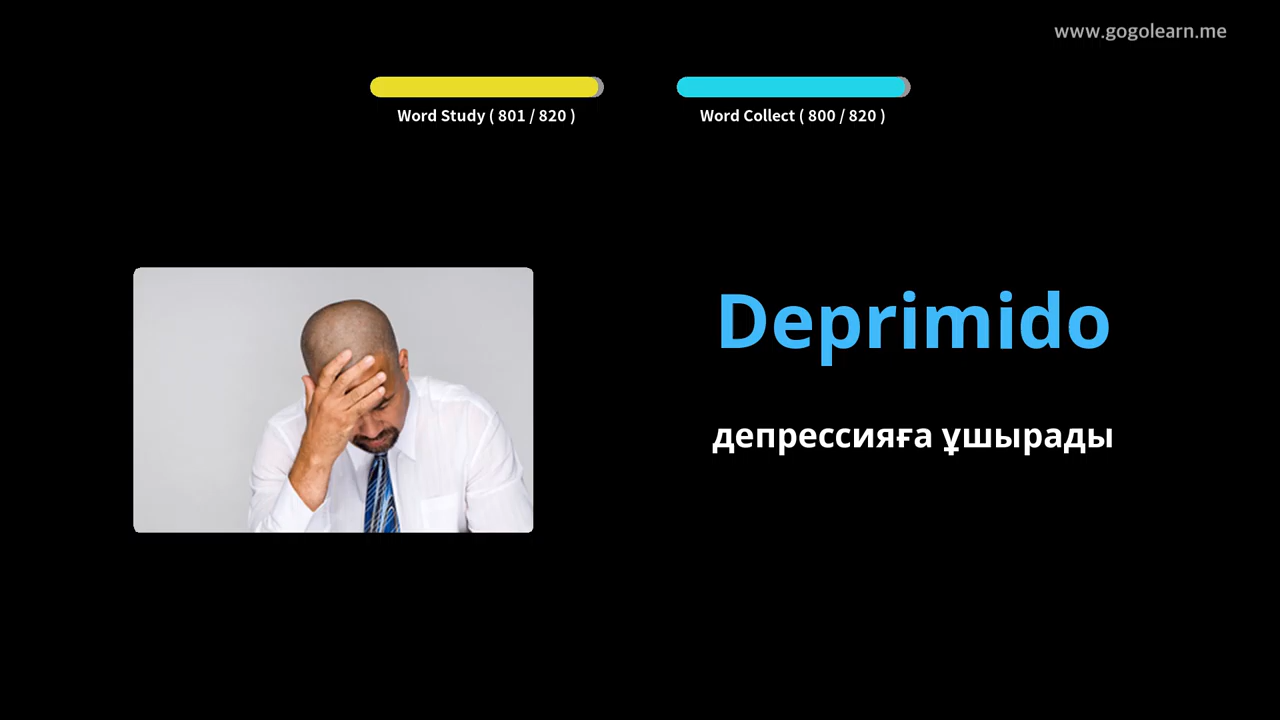 www.gogolearn.me
Word Study ( 801 / 820 )
Word Collect ( 800 / 820 )
Deprimido
депрессияға ұшырады